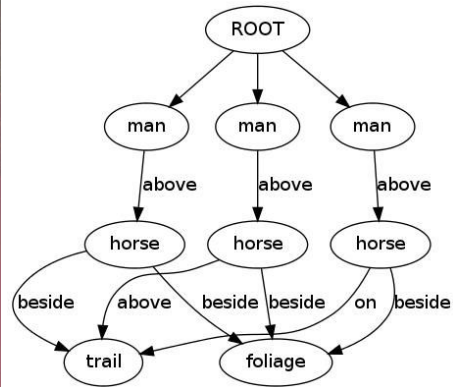 ROOT
man man man
above above above
horse horse horse
beside above beside beside on beside
trail foliage